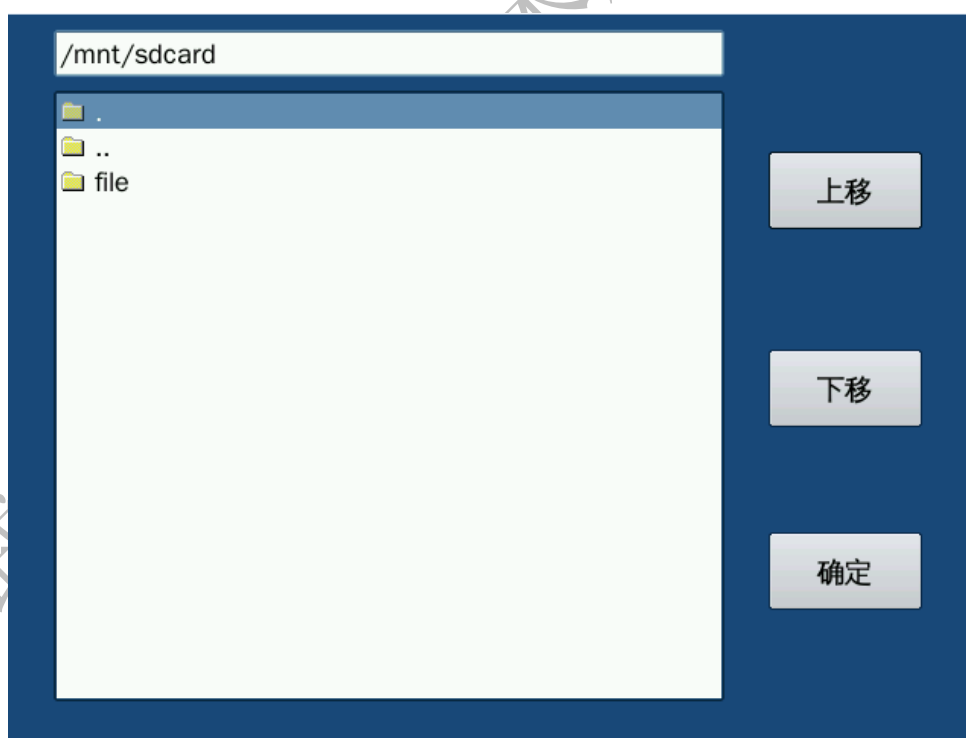 /mnt/sdcard
.
..
file
上移
下移
确定